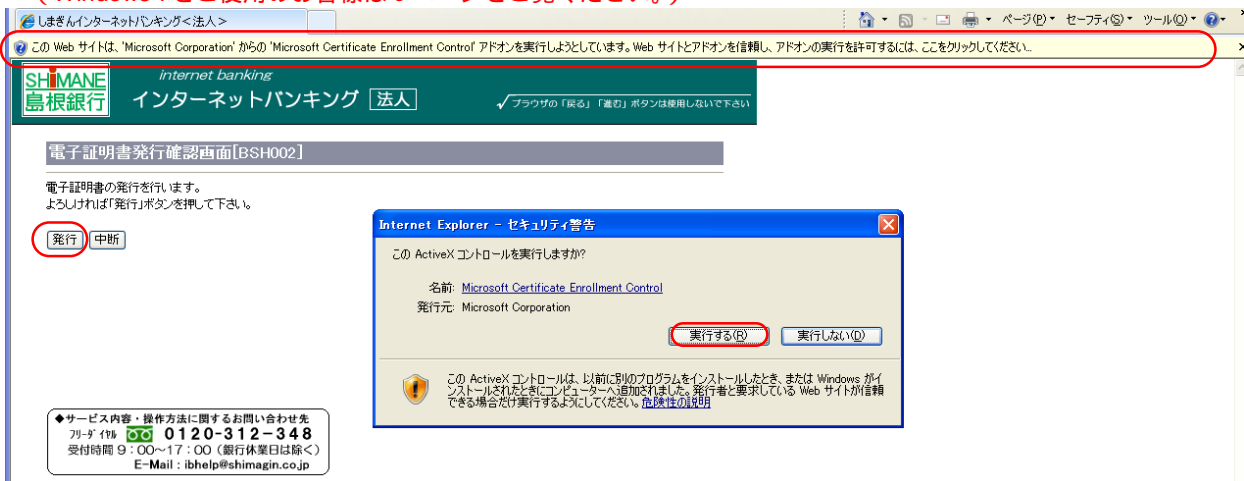 しまぎんインターネットバンキング<法人>
ページ(P) セーフティ(S) ツール(O)
この Web サイトは、'Microsoft Corporation' からの 'Microsoft Certificate Enrollment Control' アドオンを実行しようとしています。Web サイトとアドオンを信頼し、アドオンの実行を許可するには、ここをクリックしてください...
SHIMANE
島根銀行
internet banking
インターネットバンキング 法人
✓ブラウザの「戻る」「進む」ボタンは使用しないで下さい
電子証明書発行確認画面[BSH002]
電子証明書の発行を行います。
よろしければ「発行」ボタンを押して下さい。
発行 中断
Internet Explorer - セキュリティ警告
この ActiveX コントロールを実行しますか?
名前: Microsoft Certificate Enrollment Control
発行元: Microsoft Corporation
実行する(R) 実行しない(D)
この ActiveX コントロールは、以前に別のプログラムをインストールしたとき、または Windows がイ
ンストールされたときにコンピューターへ追加されました。発行者と要求している Web サイトが信頼
できる場合だけ実行するようにしてください。危険性の説明
◆サービス内容・操作方法に関するお問い合わせ先
フリーダイヤル 0120-312-348
受付時間 9:00~17:00(銀行休業日は除く)
E-Mail : ibhelp@shimagin.co.jp